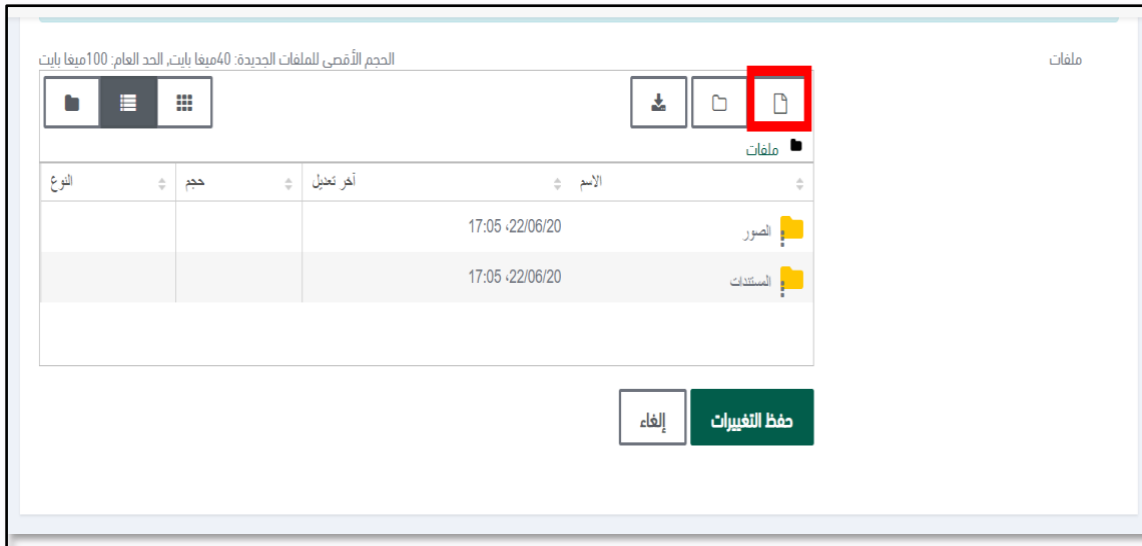 ملفات
الحجم الأقصى للملفات الجديدة: 40ميغا بايت, الحد العام: 100ميغا بايت
ملفات
الاسم آخر تعديل حجم النوع
الصور 22/06/20، 17:05
المستندات 22/06/20، 17:05
حفظ التغييرات إلغاء